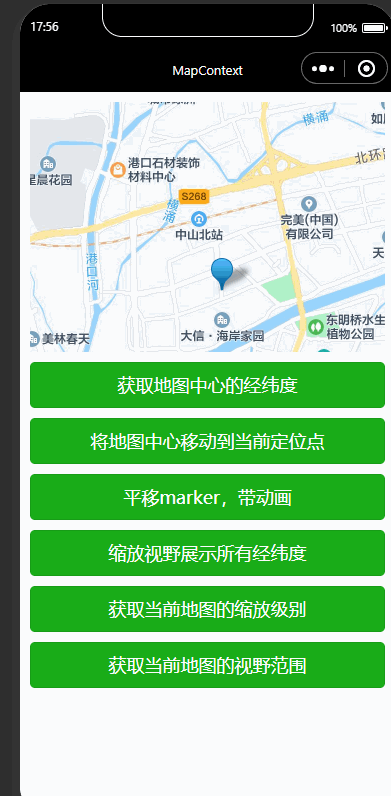 17:56
100%
MapContext
横涌
北环
星晨花园
港口石材装饰
材料中心
S268
横涌
中山北站
完美(中国)
有限公司
港口河
美林春天
大信·海岸家园
东明桥水生
植物公园
获取地图中心的经纬度
将地图中心移动到当前定位点
平移marker，带动画
缩放视野展示所有经纬度
获取当前地图的缩放级别
获取当前地图的视野范围